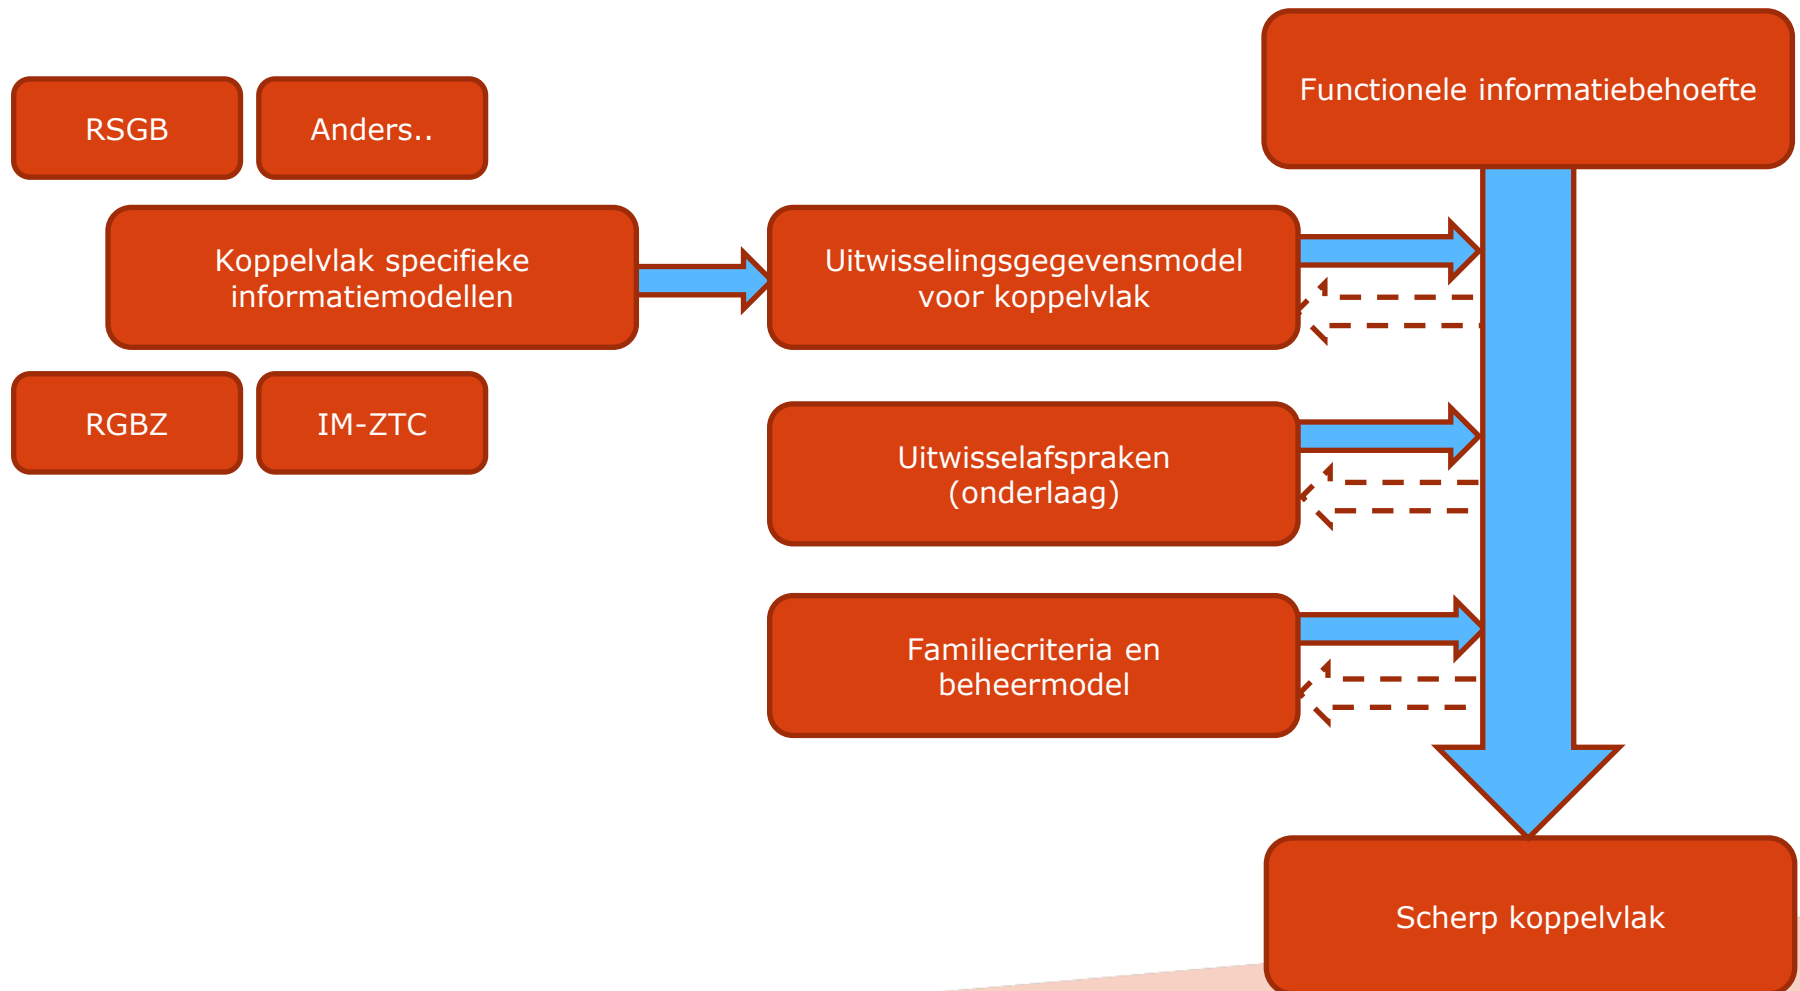 Functionele informatiebehoefte
RSGB
Anders..
Koppelvlak specifieke
informatiemodellen
Uitwisselingsgegevensmodel
voor koppelvlak
RGBZ
IM-ZTC
Uitwisselafspraken
(onderlaag)
Familiecriteria en
beheermodel
Scherp koppelvlak